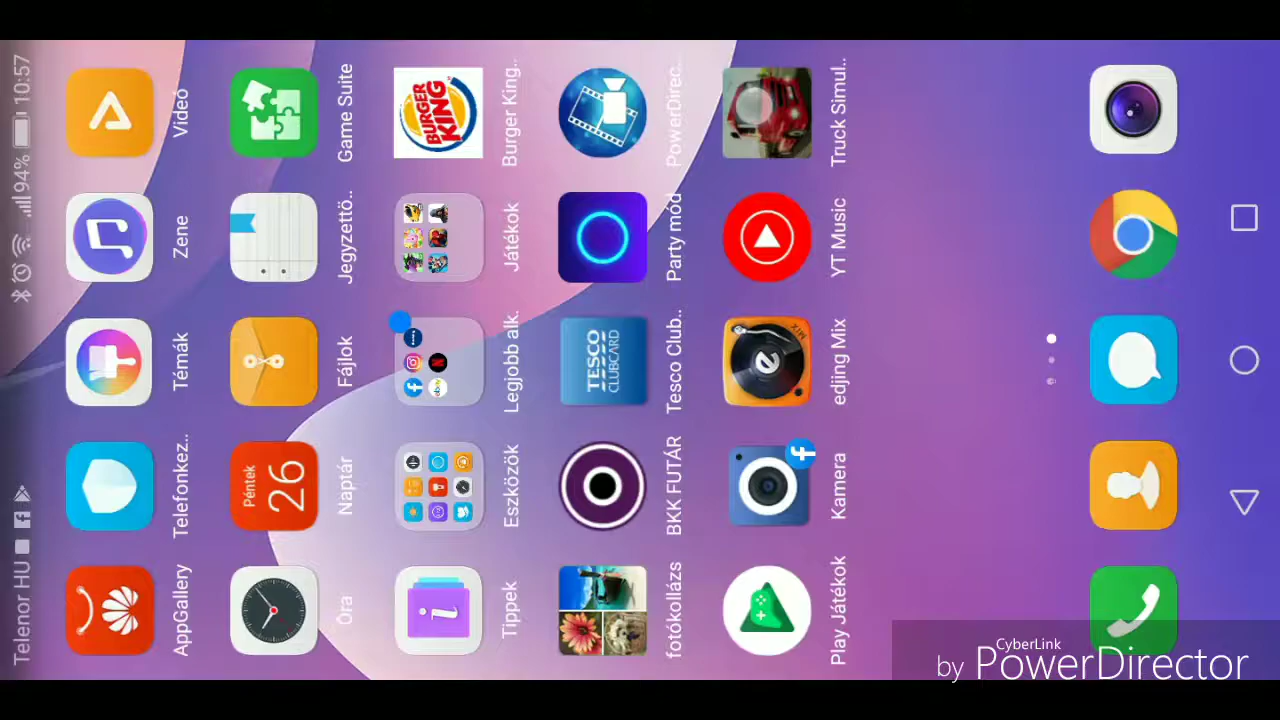 Telenor HU
94%
10:57
AppGallery
Telefonkez..
Témák
Zene
Videó
Óra
Péntek
26
Naptár
Fájlok
Jegyzettö..
Game Suite
Tippek
Eszközök
Legjobb alk.
Játékok
BURGER
KING
Burger King..
fotókollázs
BKK FUTÁR
TESCO
CLUBCARD
Tesco Club..
Party mód
PowerDirec..
Play Játékok
Kamera
MIX
edjing Mix
YT Music
Truck Simul..
CyberLink
by PowerDirector